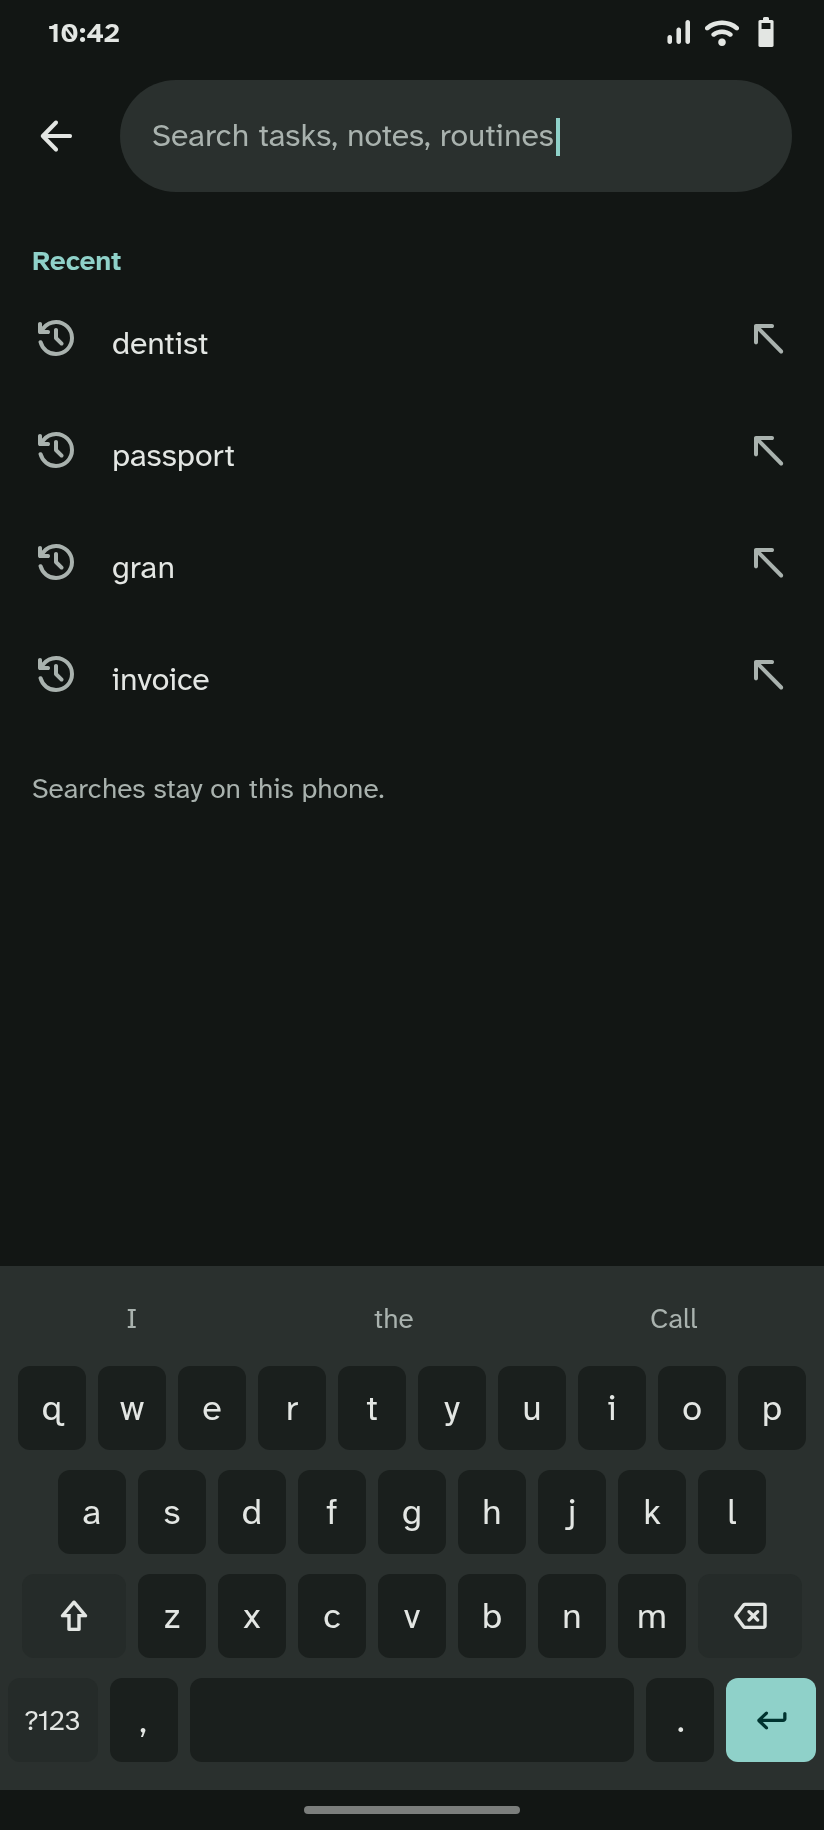 10:42
Search tasks, notes, routines
Recent
dentist
passport
gran
invoice
Searches stay on this phone.
I the Call
q w e r t y u i o p
a s d f g h j k l
z x c v b n m
?123 , .